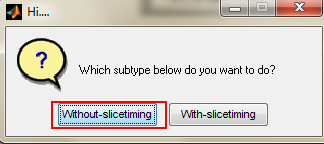 Hi....
?
Which subtype below do you want to do?
Without-slicetiming With-slicetiming